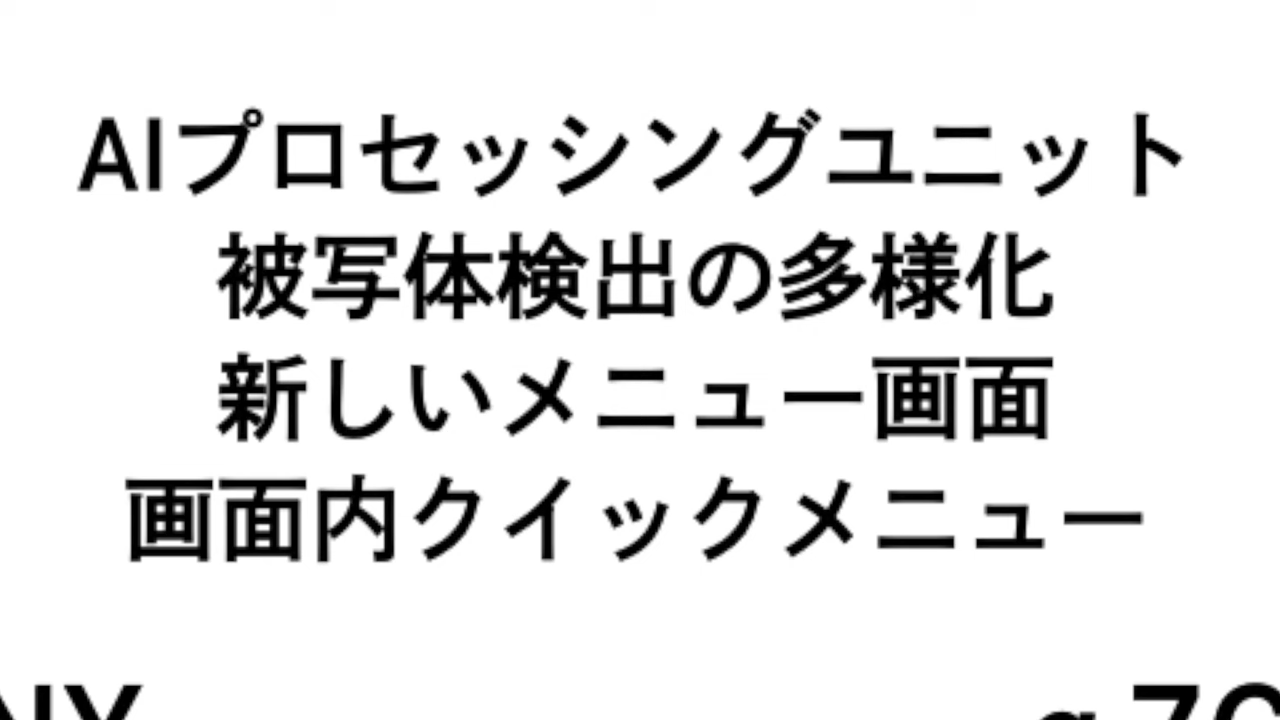 AIプロセッシングユニット
被写体検出の多様化
新しいメニュー画面
画面内クイックメニュー